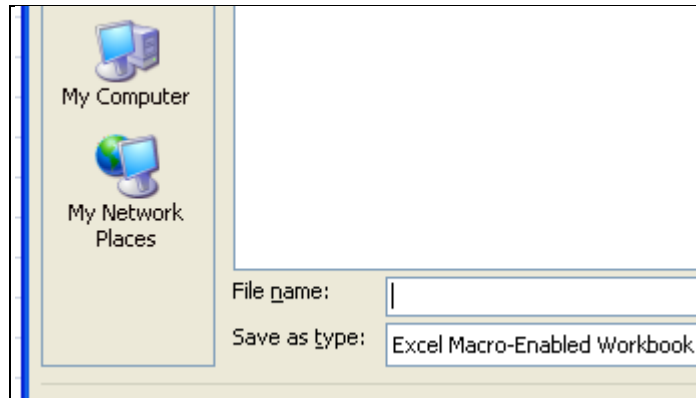 My Computer
My Network
Places
File name:
Save as type:
Excel Macro-Enabled Workbook